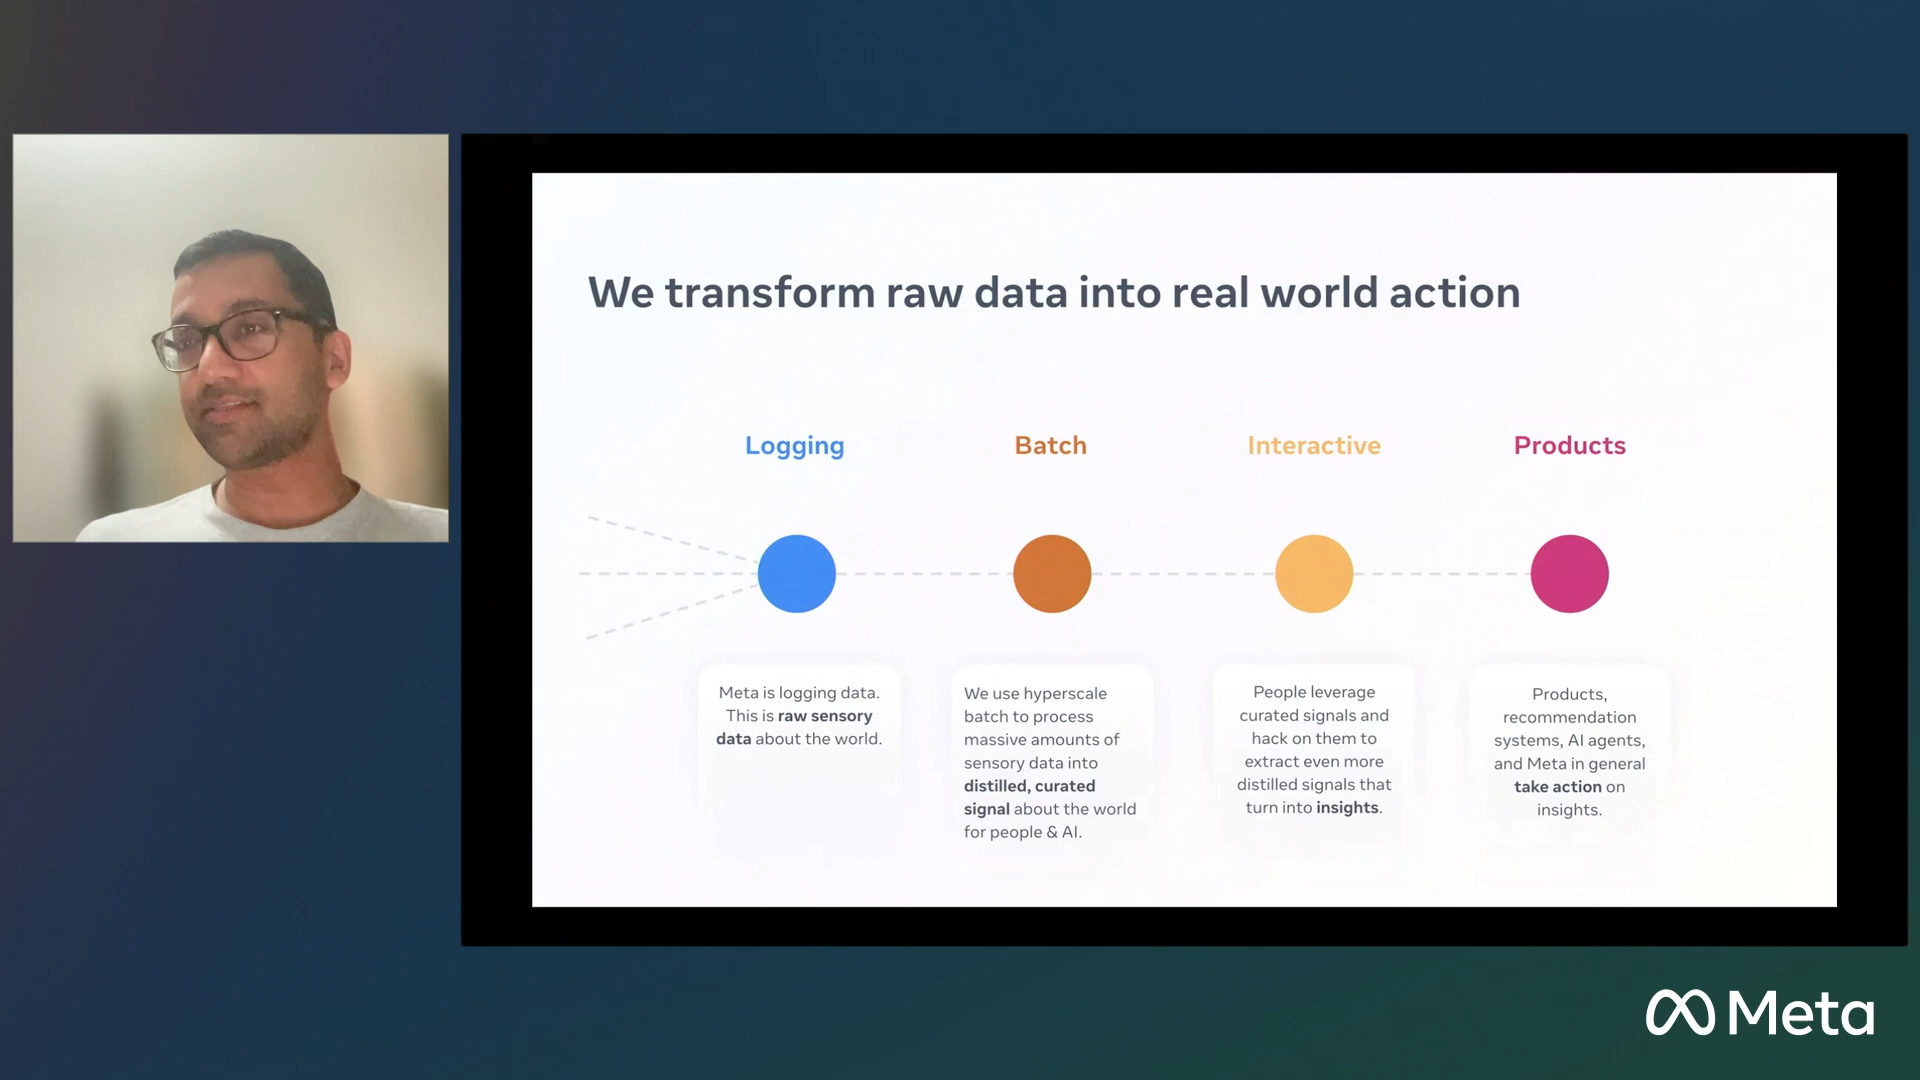 We transform raw data into real world action
Logging
Batch
Interactive
Products
Meta is logging data.
This is raw sensory
data about the world.
We use hyperscale
batch to process
massive amounts of
sensory data into
distilled, curated
signal about the world
for people & AI.
People leverage
curated signals and
hack on them to
extract even more
distilled signals that
turn into insights.
Products,
recommendation
systems, AI agents,
and Meta in general
take action on
insights.
Meta